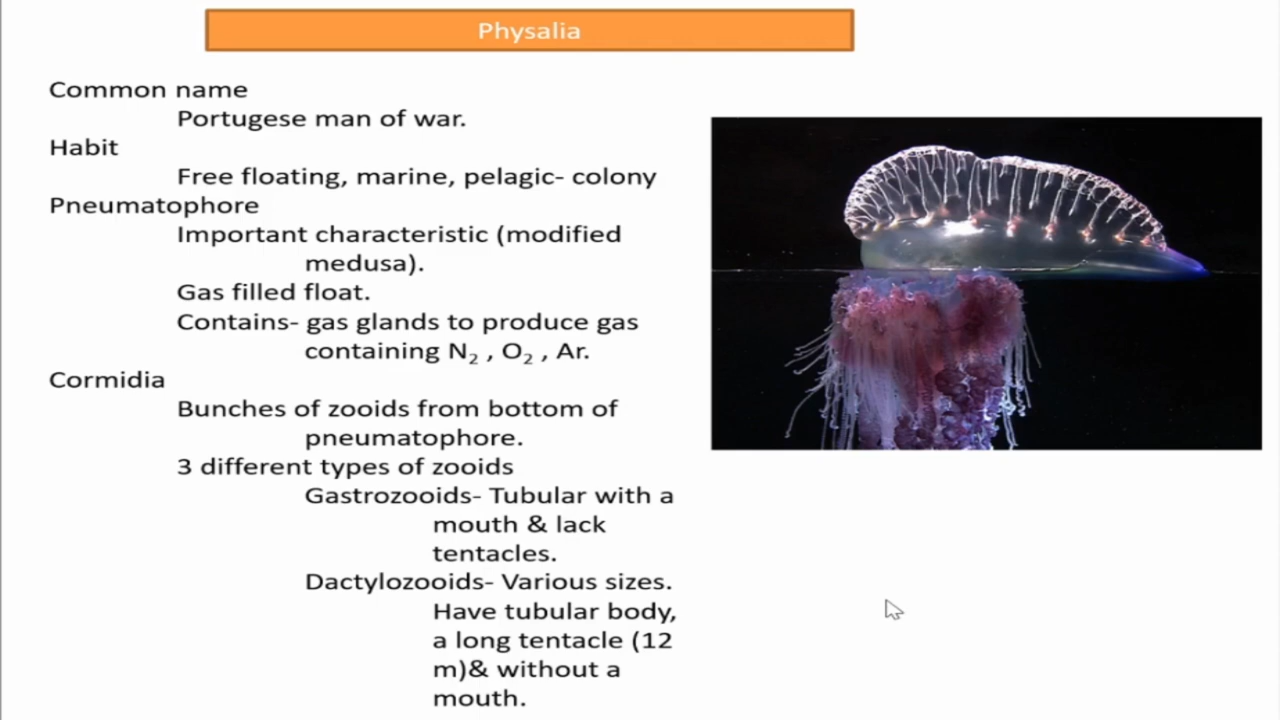 Physalia
Common name
Portugese man of war.
Habit
Free floating, marine, pelagic- colony
Pneumatophore
Important characteristic (modified
medusa).
Gas filled float.
Contains- gas glands to produce gas
containing N₂ , O₂ , Ar.
Cormidia
Bunches of zooids from bottom of
pneumatophore.
3 different types of zooids
Gastrozooids- Tubular with a
mouth & lack
tentacles.
Dactylozooids- Various sizes.
Have tubular body,
a long tentacle (12
m)& without a
mouth.